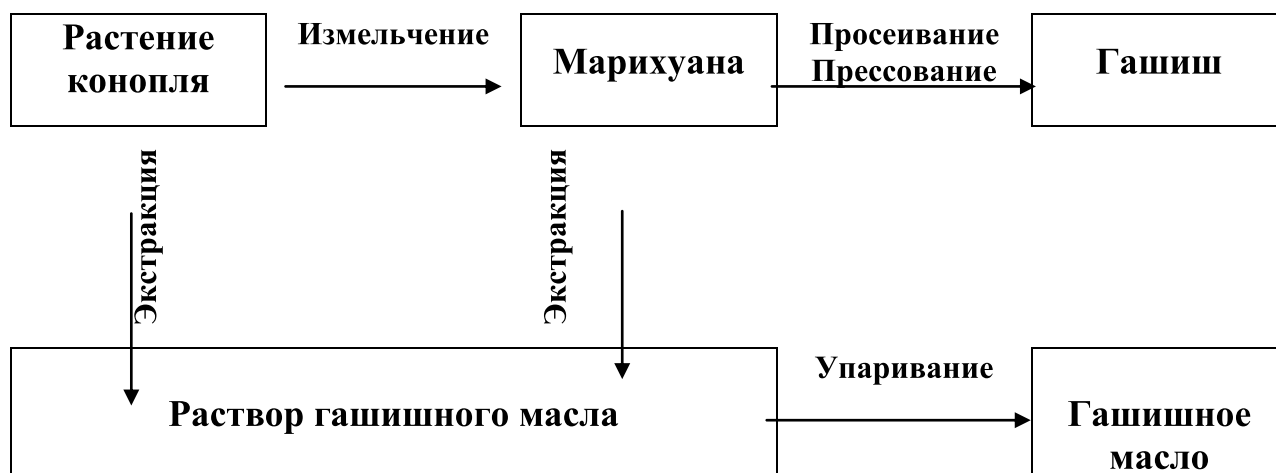 Растение
конопля
Измельчение
Марихуана
Просеивание
Прессование
Гашиш
Экстракция
Экстракция
Раствор гашишного масла
Упаривание
Гашишное
масло